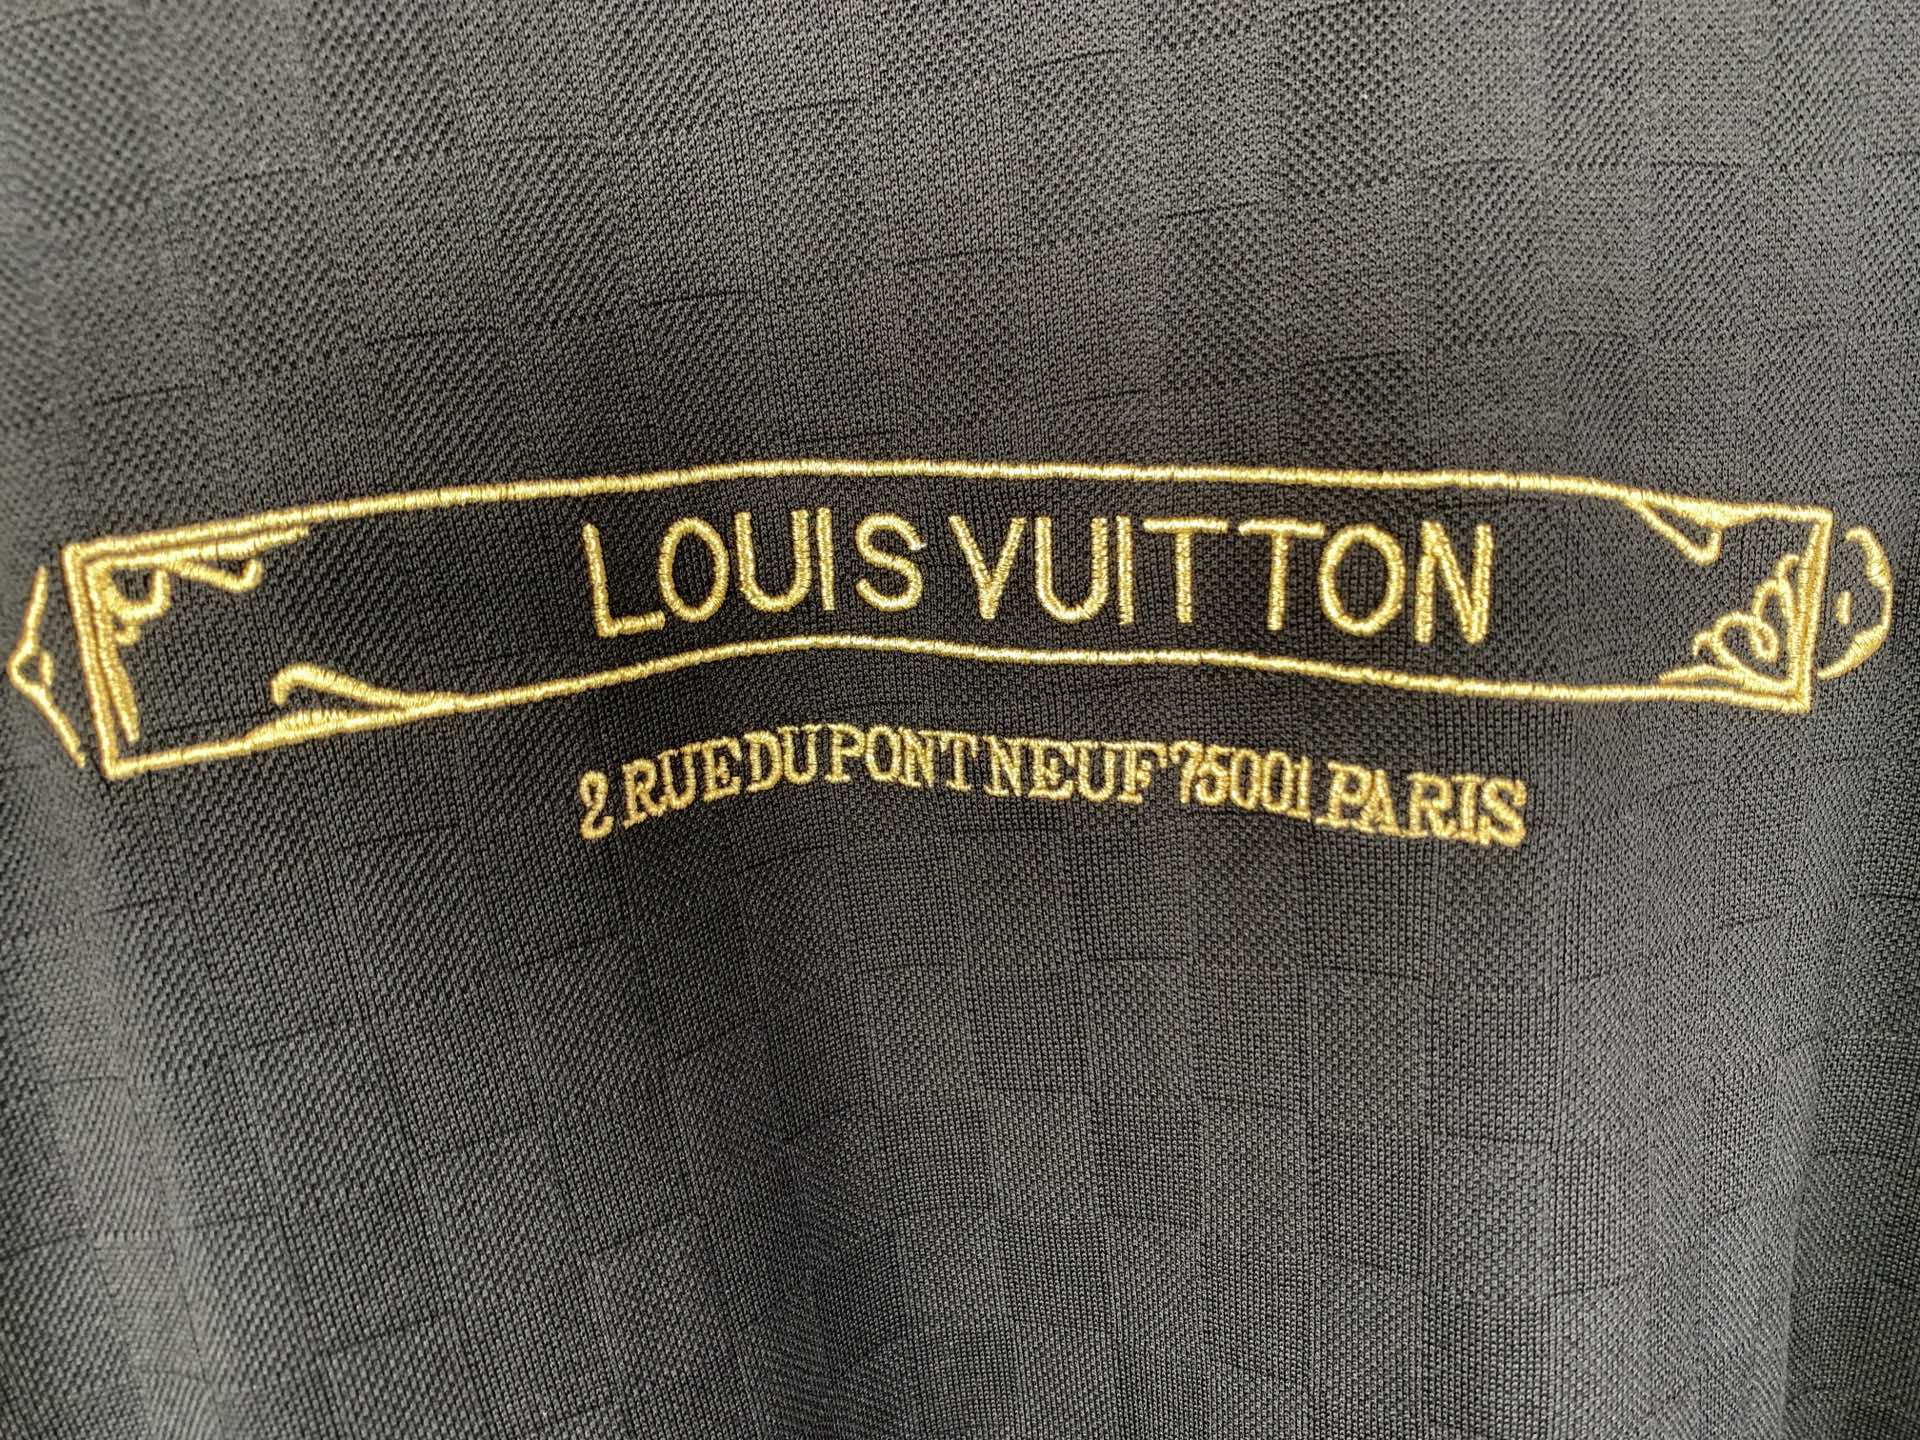 LOUIS VUITTON
2 RUE DU PONT NEUF 75001 PARIS